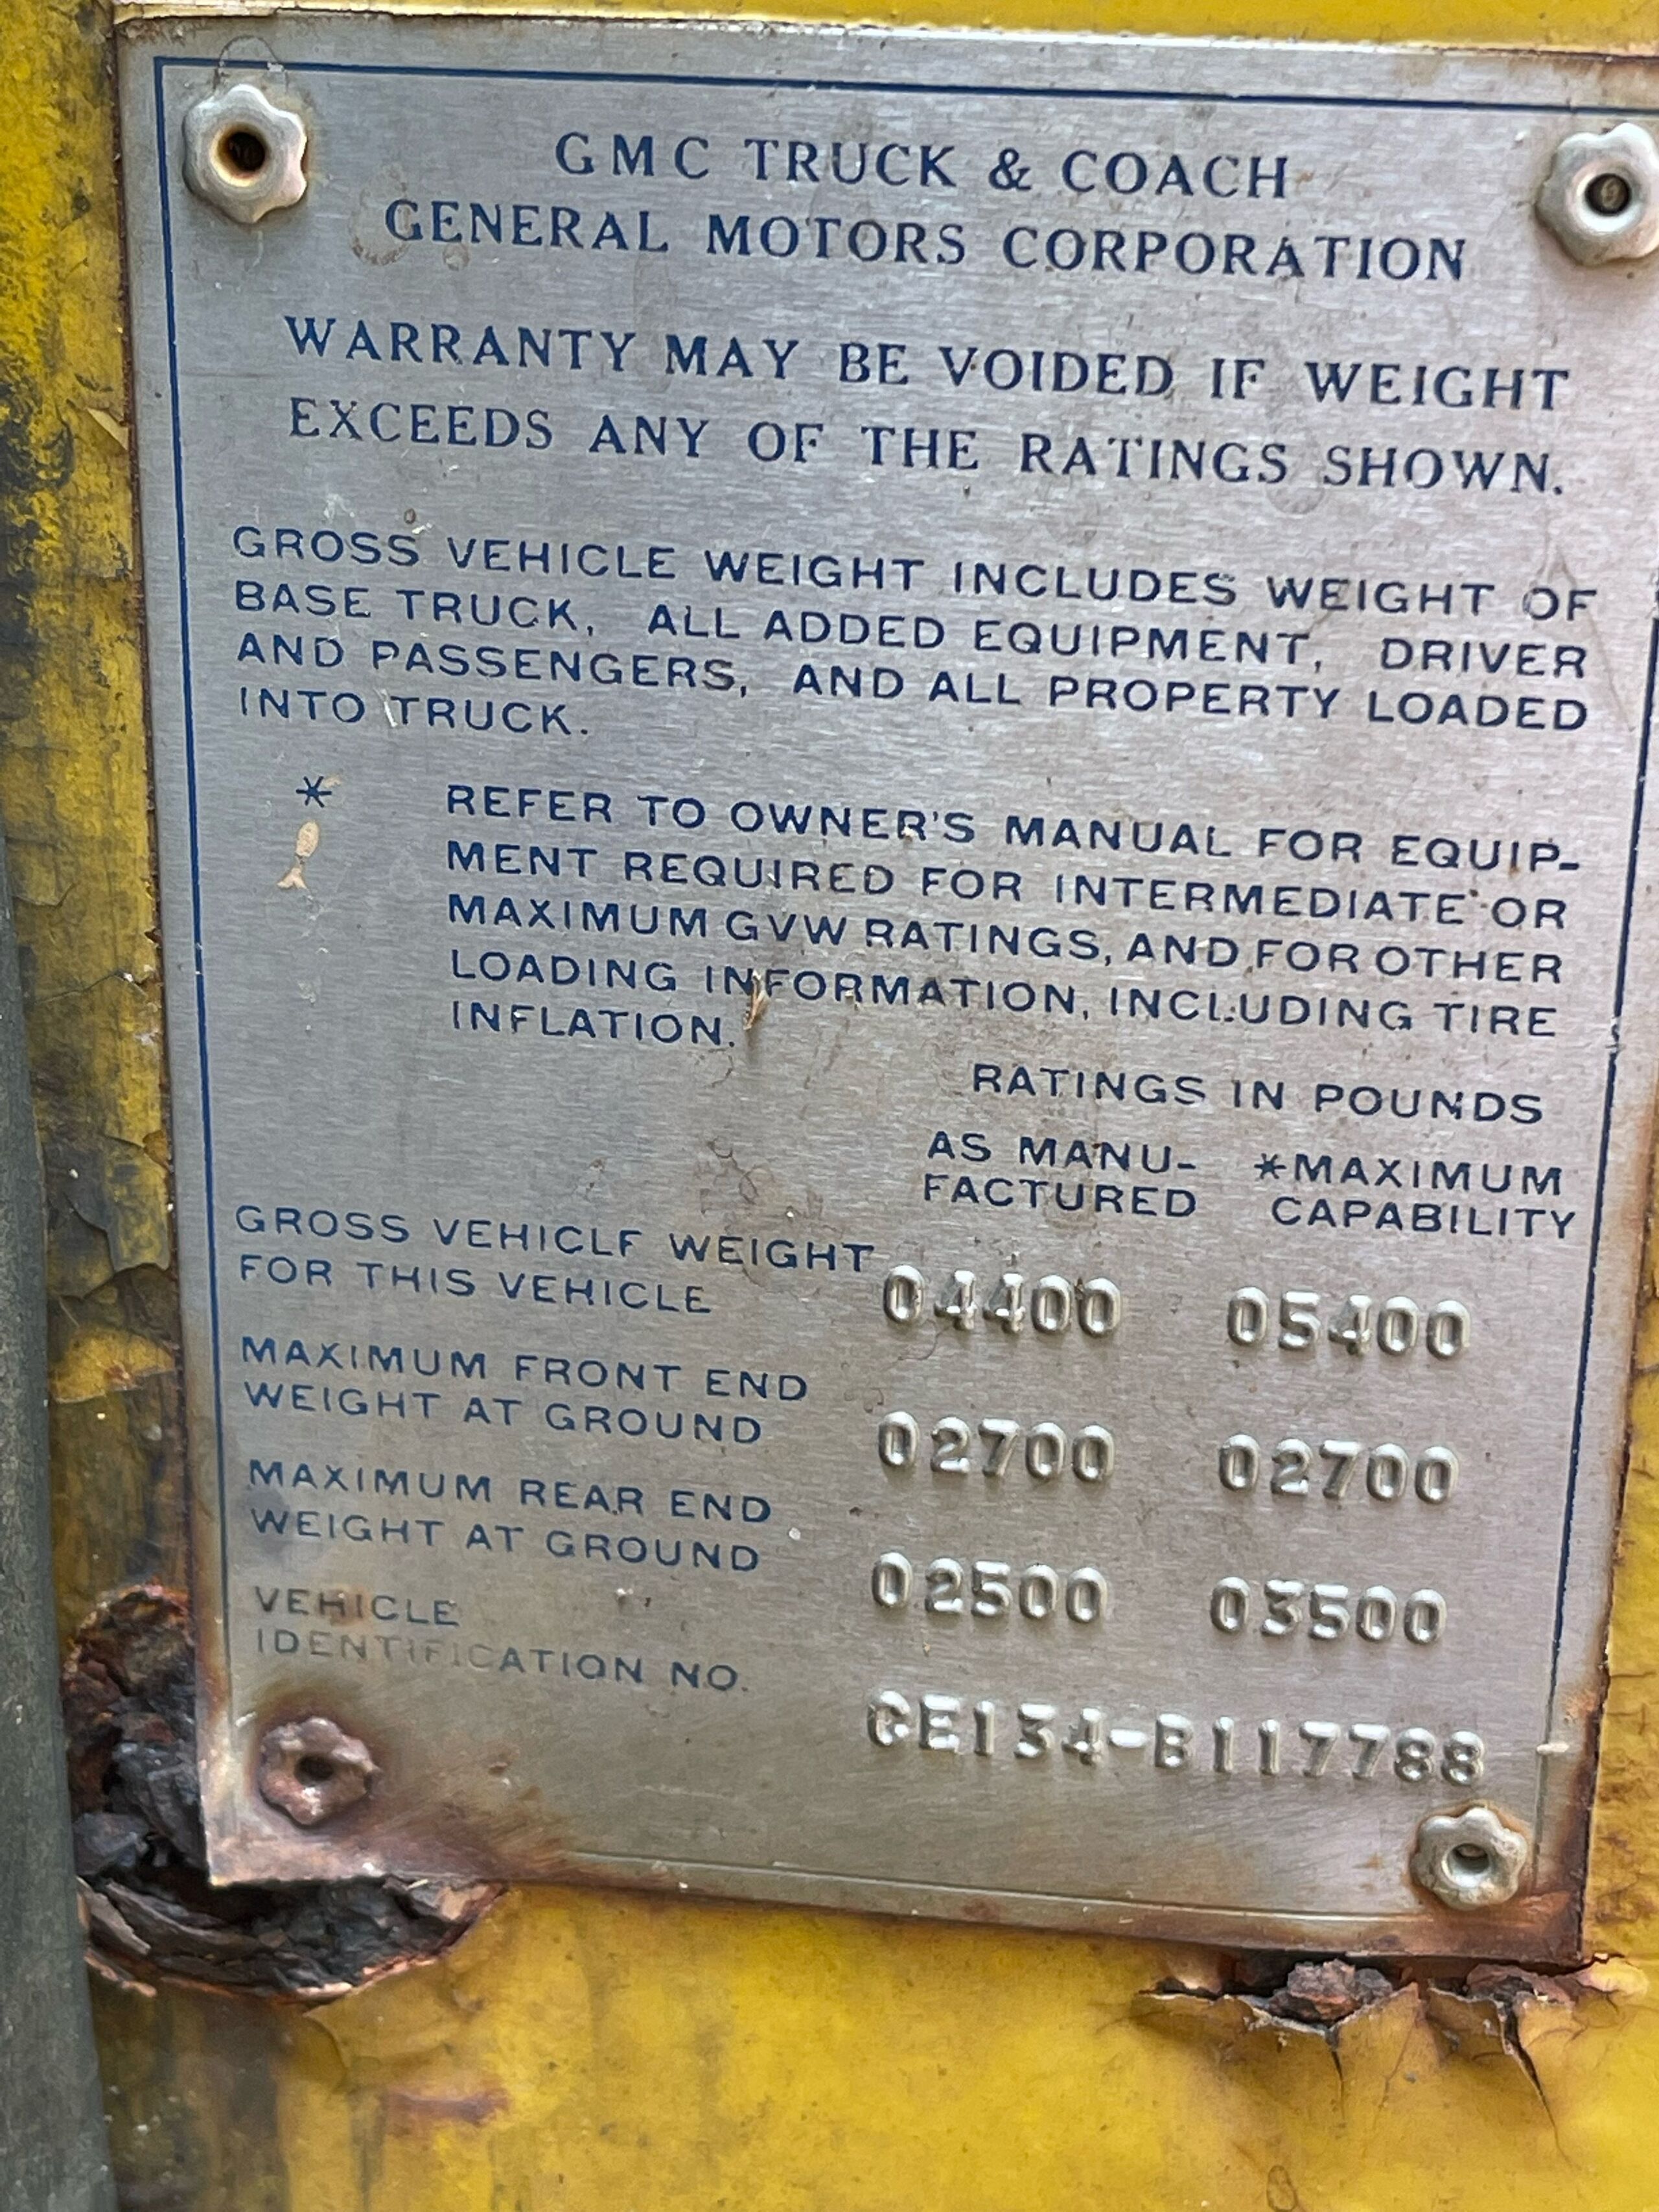 GMC TRUCK & COACH
GENERAL MOTORS CORPORATION
WARRANTY MAY BE VOIDED IF WEIGHT
EXCEEDS ANY OF THE RATINGS SHOWN.
GROSS VEHICLE WEIGHT INCLUDES WEIGHT OF
BASE TRUCK, ALL ADDED EQUIPMENT, DRIVER
AND PASSENGERS, AND ALL PROPERTY LOADED
INTO TRUCK.
* REFER TO OWNER'S MANUAL FOR EQUIP-
MENT REQUIRED FOR INTERMEDIATE OR
MAXIMUM GVW RATINGS, AND FOR OTHER
LOADING INFORMATION, INCLUDING TIRE
INFLATION.
RATINGS IN POUNDS
AS MANU- *MAXIMUM
FACTURED CAPABILITY
GROSS VEHICLE WEIGHT
FOR THIS VEHICLE 04400 05400
MAXIMUM FRONT END
WEIGHT AT GROUND 02700 02700
MAXIMUM REAR END
WEIGHT AT GROUND 02500 03500
VEHICLE
IDENTIFICATION NO.
CE134-B117788